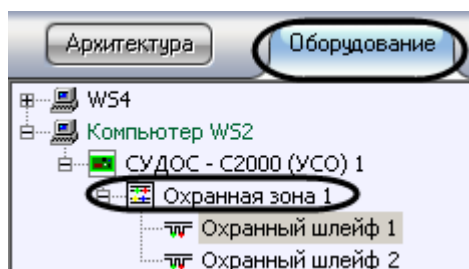 Архитектура Оборудование
WS4
Компьютер WS2
СУДОС - С2000 (УСО) 1
Охранная зона 1
Охранный шлейф 1
Охранный шлейф 2